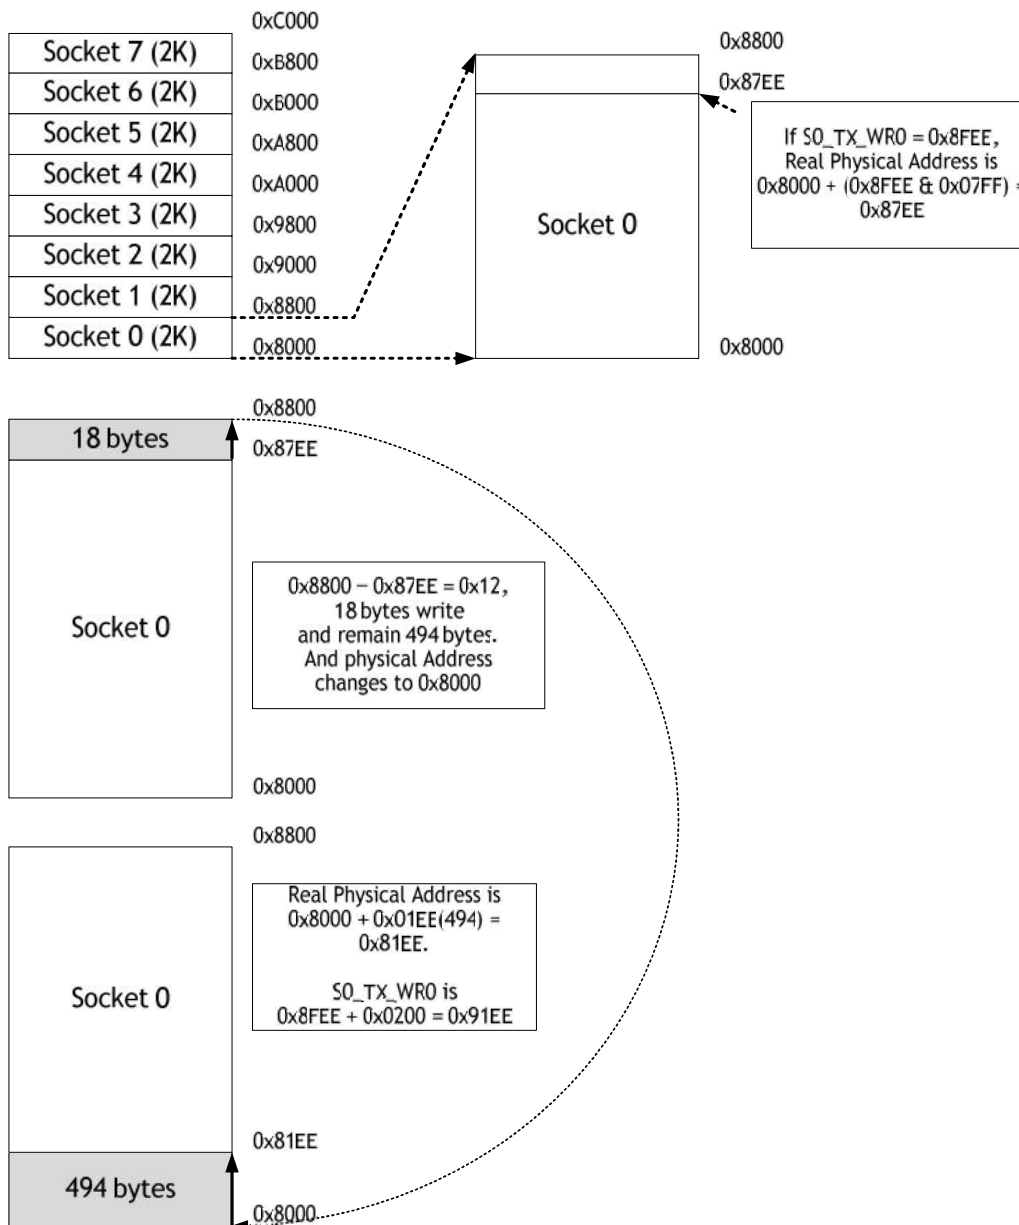 0xC000
Socket 7 (2K)
0xB800
Socket 6 (2K)
0xB000
Socket 5 (2K)
0xA800
Socket 4 (2K)
0xA000
Socket 3 (2K)
0x9800
Socket 2 (2K)
0x9000
Socket 1 (2K)
0x8800
Socket 0 (2K)
0x8000
0x8800
0x87EE
Socket 0
0x8000
If S0_TX_WR0 = 0x8FEE,
Real Physical Address is
0x8000 + (0x8FEE & 0x07FF) =
0x87EE
0x8800
18 bytes
0x87EE
Socket 0
0x8800 – 0x87EE = 0x12,
18 bytes write
and remain 494 bytes.
And physical Address
changes to 0x8000
0x8000
0x8800
Socket 0
Real Physical Address is
0x8000 + 0x01EE(494) =
0x81EE.
S0_TX_WR0 is
0x8FEE + 0x0200 = 0x91EE
0x81EE
494 bytes
0x8000